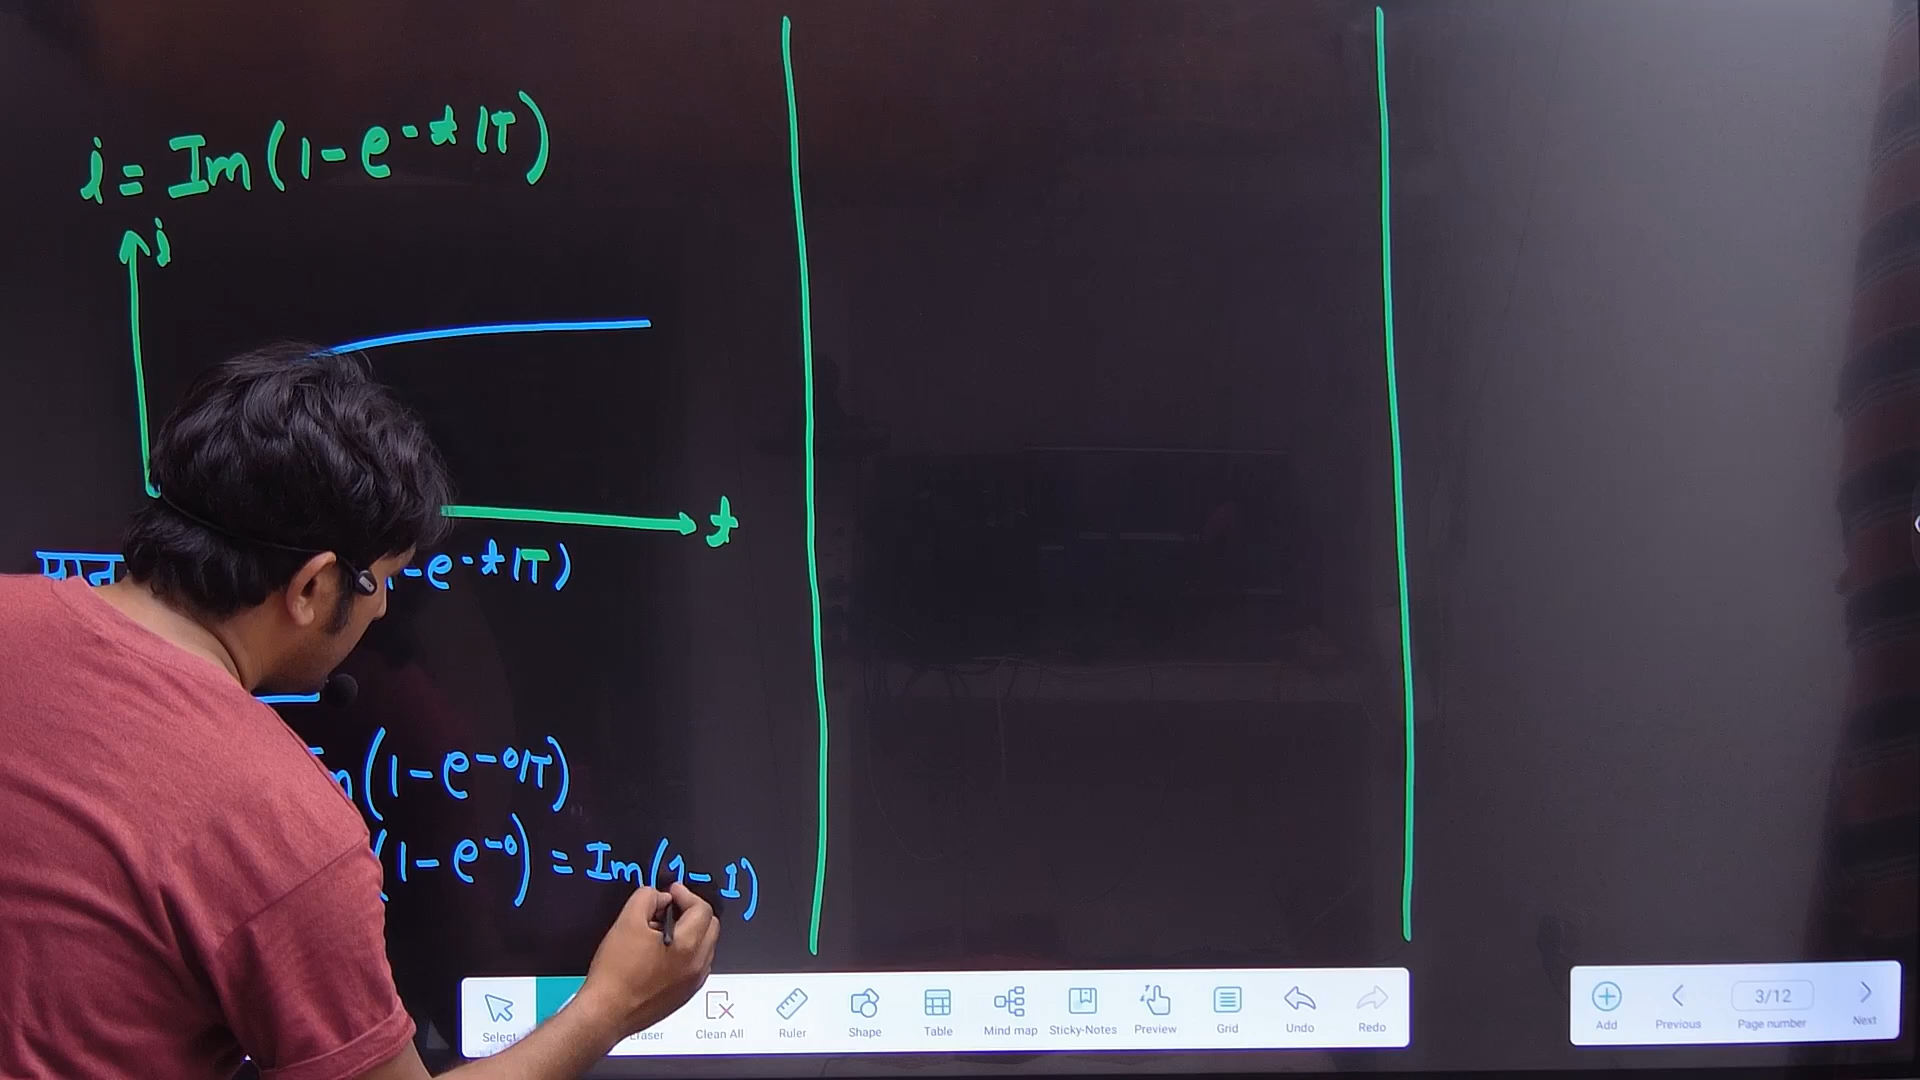 i = Im (1 - e^-t/T)
i
t
मान - e^-t/T)
(1 - e^-0/T)
(1 - e^-0) = Im (1 - 1)
Select Eraser Clean All Ruler Shape Table Mind map Sticky-Notes Preview Grid Undo Redo
Add Previous 3/12 Page number Next